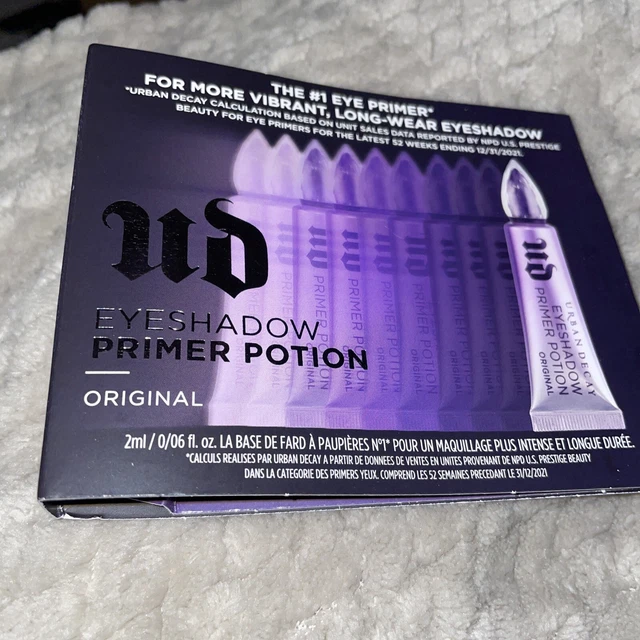 THE #1 EYE PRIMER*
FOR MORE VIBRANT, LONG-WEAR EYESHADOW
*URBAN DECAY CALCULATION BASED ON UNIT SALES DATA REPORTED BY NPD U.S. PRESTIGE
BEAUTY FOR EYE PRIMERS FOR THE LATEST 52 WEEKS ENDING 12/31/2021.
UD
EYESHADOW
PRIMER POTION
ORIGINAL
UD
URBAN DECAY
EYESHADOW
PRIMER POTION
ORIGINAL
2ml / 0/06 fl. oz. LA BASE DE FARD À PAUPIÈRES N°1* POUR UN MAQUILLAGE PLUS INTENSE ET LONGUE DURÉE.
*CALCULS REALISES PAR URBAN DECAY A PARTIR DE DONNEES DE VENTES EN UNITES PROVENANT DE NPD U.S. PRESTIGE BEAUTY
DANS LA CATEGORIE DES PRIMERS YEUX. COMPREND LES 52 SEMAINES PRECEDANT LE 31/12/2021